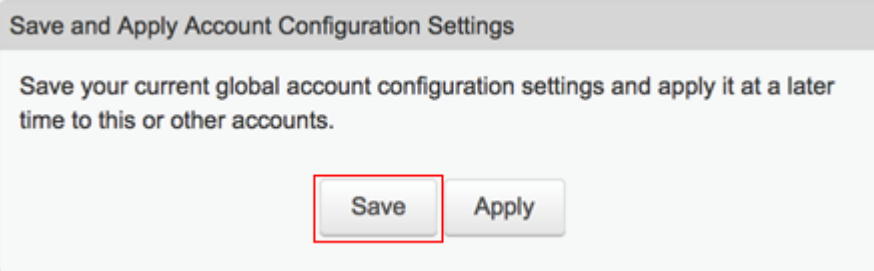 Save and Apply Account Configuration Settings
Save your current global account configuration settings and apply it at a later
time to this or other accounts.
Save Apply